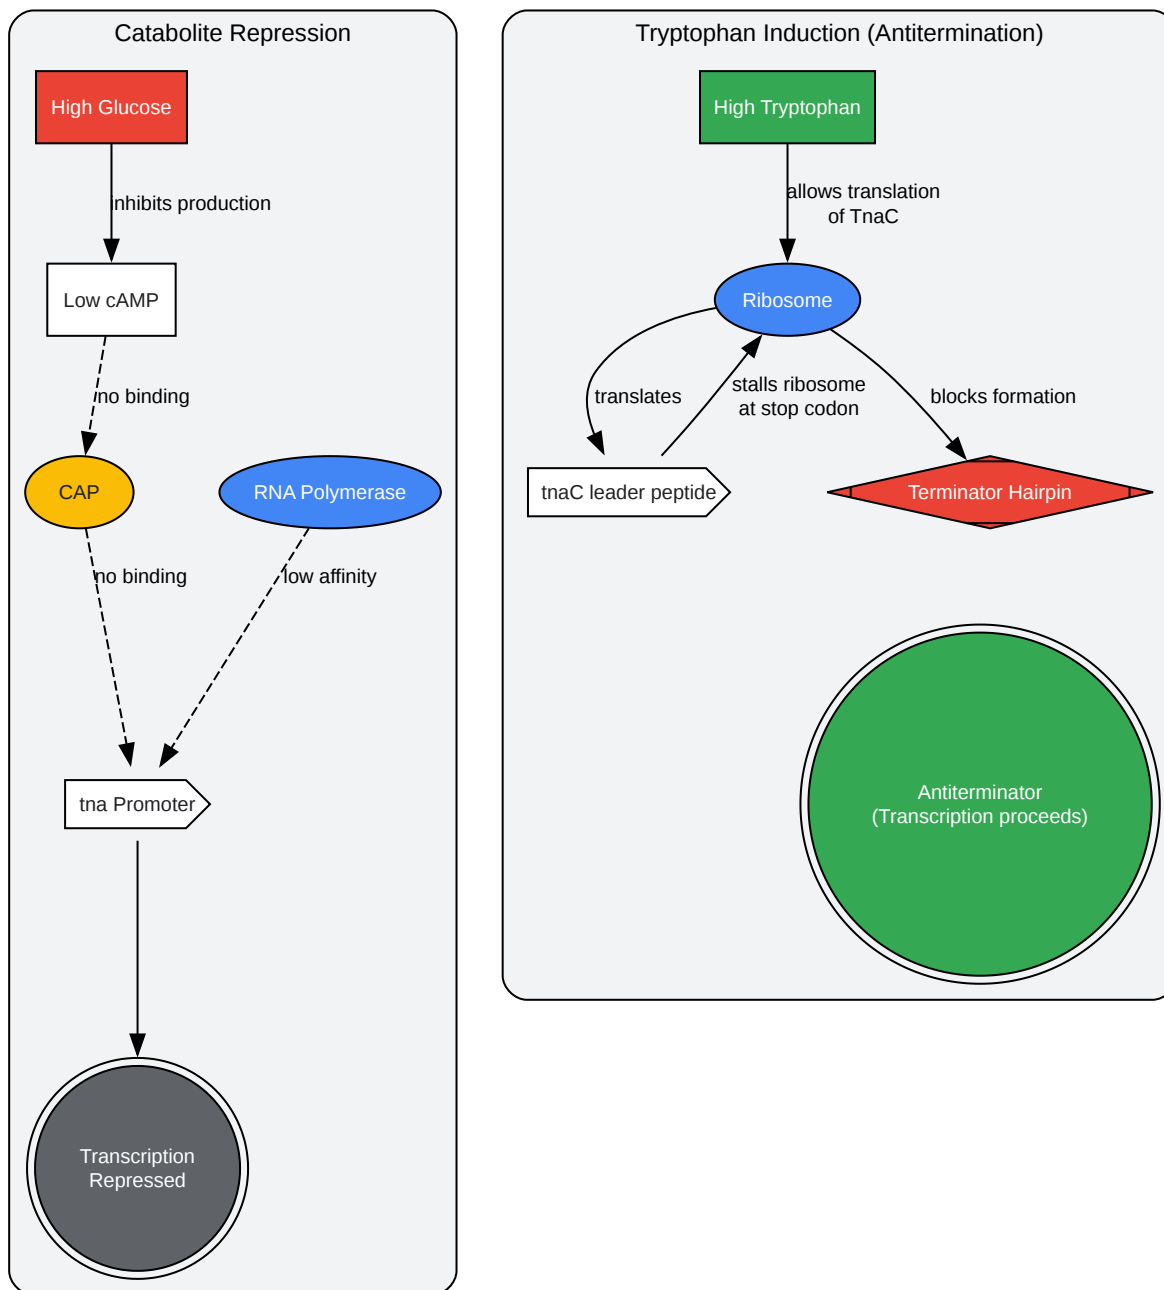 Catabolite Repression
High Glucose
inhibits production
Low cAMP
no binding
CAP
RNA Polymerase
no binding
low affinity
tna Promoter
Transcription
Repressed
Tryptophan Induction (Antitermination)
High Tryptophan
allows translation
of TnaC
Ribosome
translates
stalls ribosome
at stop codon
blocks formation
tnaC leader peptide
Terminator Hairpin
Antiterminator
(Transcription proceeds)